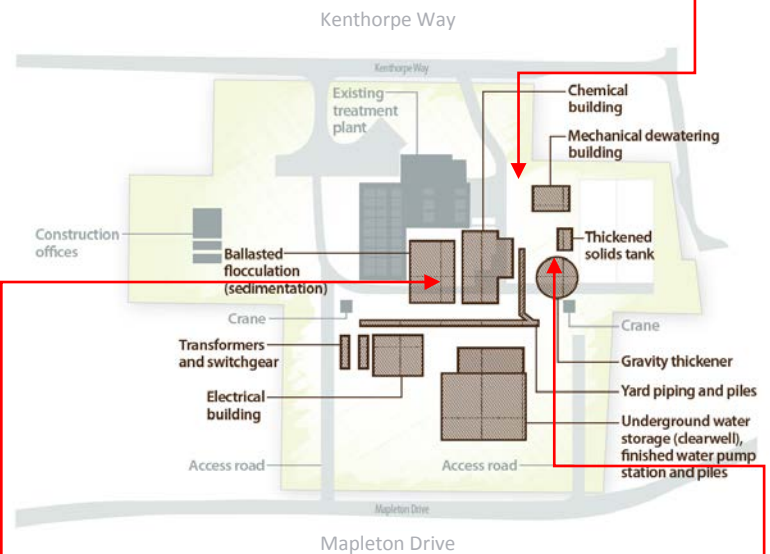 Kenthorpe Way
Kenthorpe Way
Existing
treatment
plant
Chemical
building
Mechanical dewatering
building
Construction
offices
Ballasted
flocculation
(sedimentation)
Thickened
solids tank
Crane
Crane
Transformers
and switchgear
Gravity thickener
Electrical
building
Yard piping and piles
Underground water
storage (clearwell),
finished water pump
station and piles
Access road
Access road
Mapleton Drive
Mapleton Drive